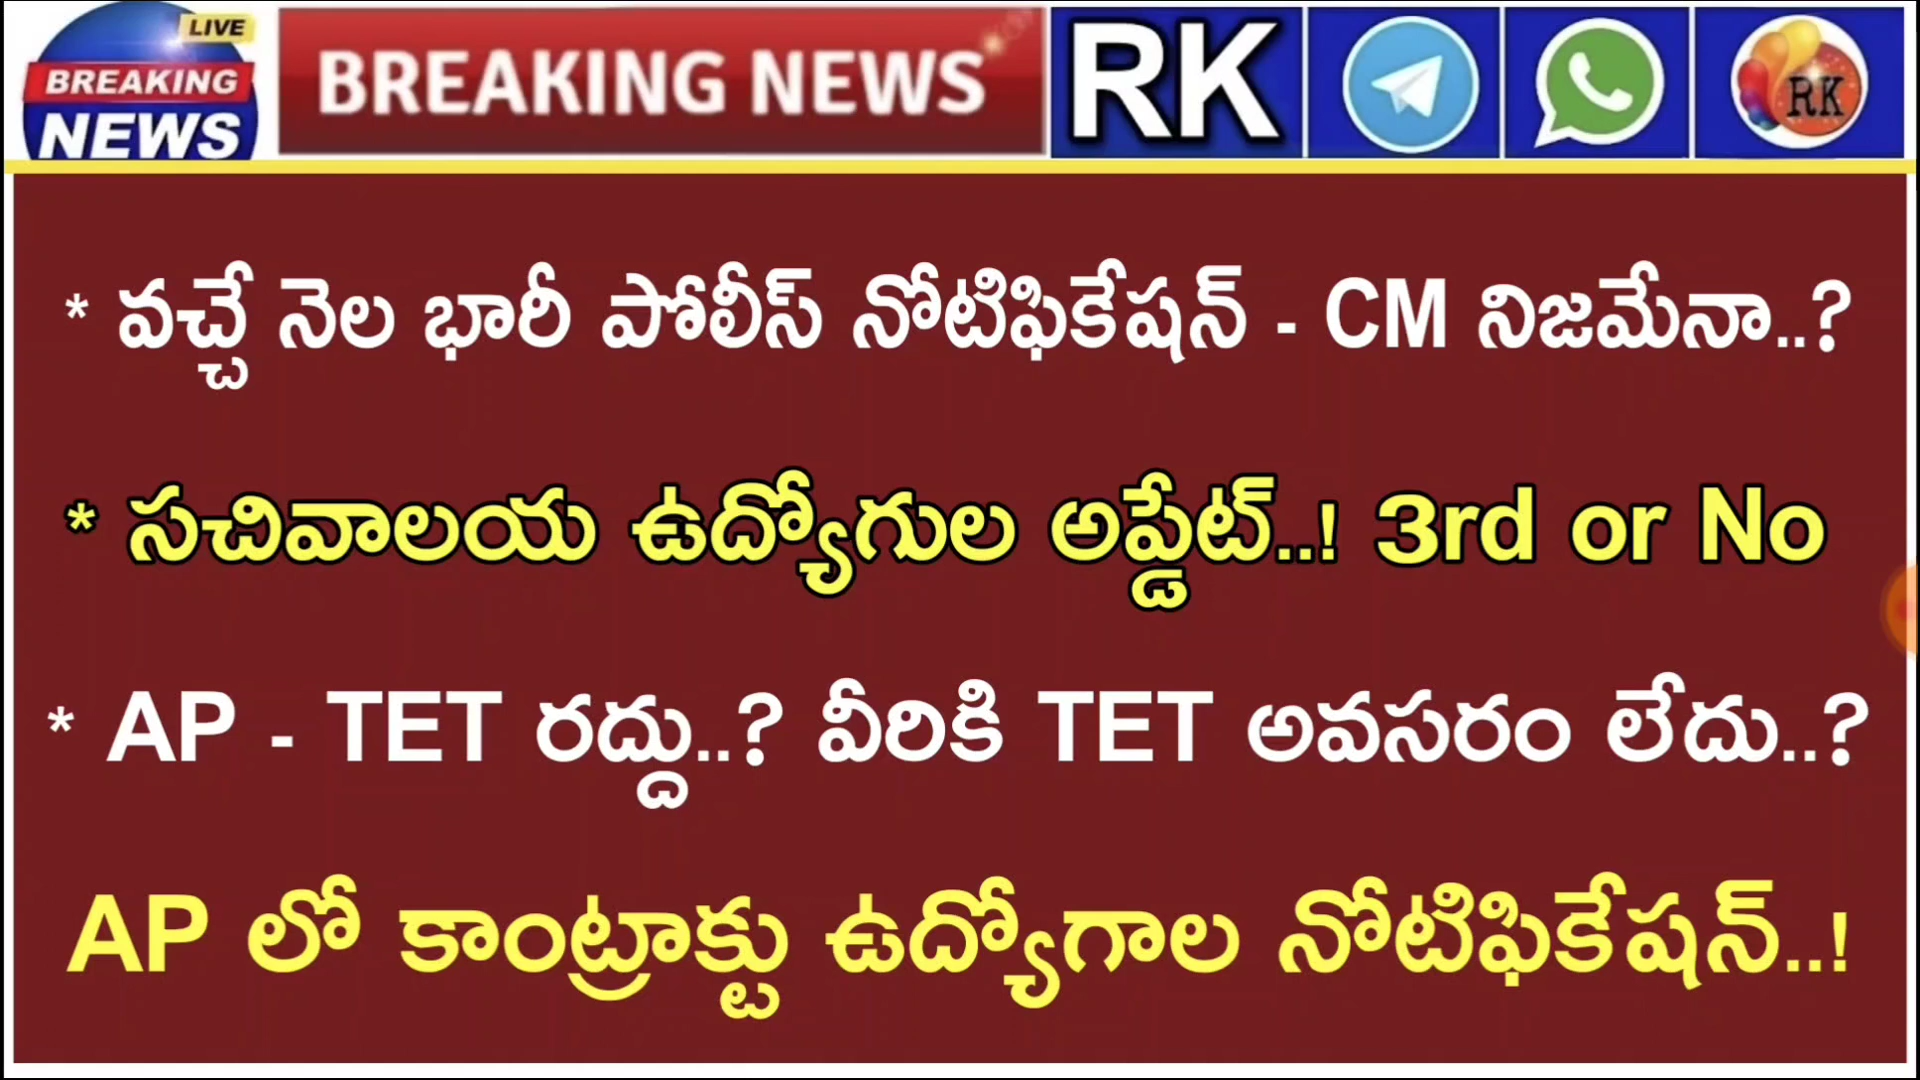 LIVE
BREAKING
NEWS
BREAKING NEWS
RK
RK
* వచ్చే నెల భారీ పోలీస్ నోటిఫికేషన్ - CM నిజమేనా..?
* సచివాలయ ఉద్యోగుల అప్డేట్..! 3rd or No
* AP - TET రద్దు..? వీరికి TET అవసరం లేదు..?
AP లో కాంట్రాక్టు ఉద్యోగాల నోటిఫికేషన్..!